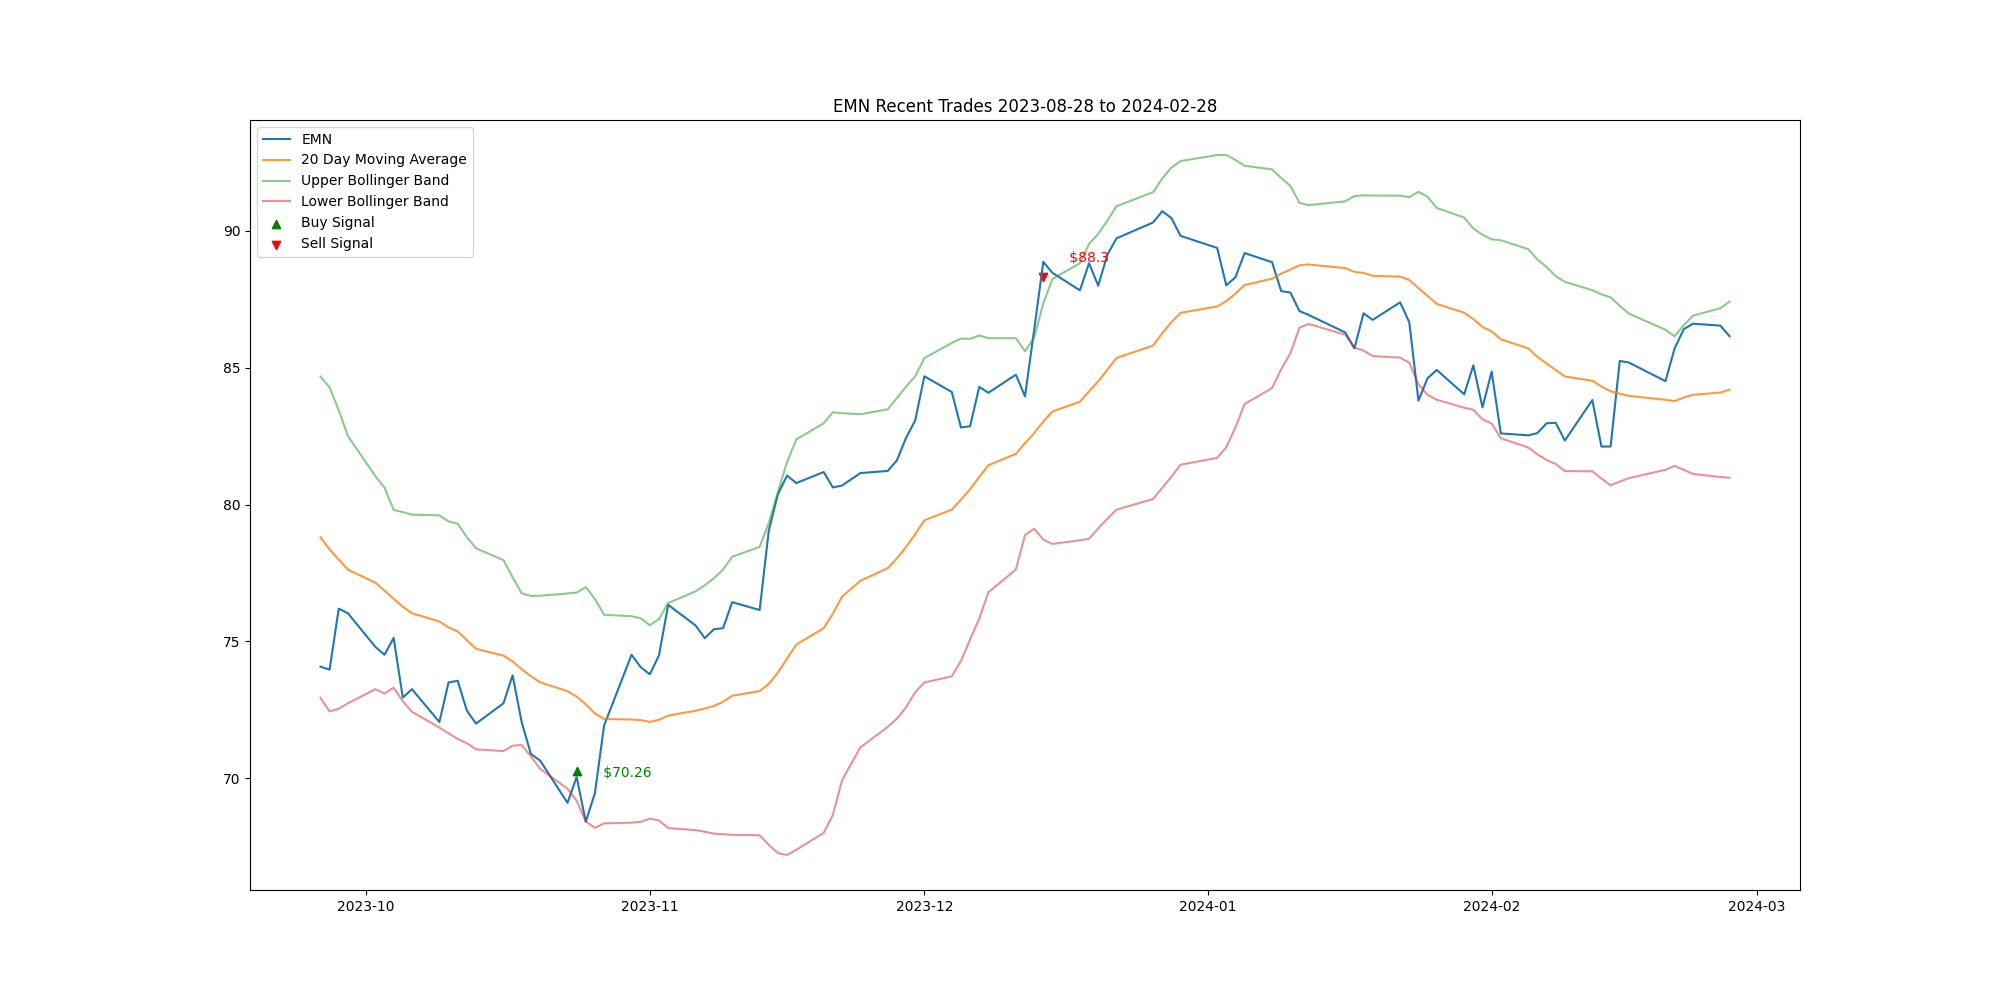 EMN Recent Trades 2023-08-28 to 2024-02-28
EMN
20 Day Moving Average
Upper Bollinger Band
Lower Bollinger Band
Buy Signal
Sell Signal
90
85
80
75
70
$88.3
$70.26
2023-10
2023-11
2023-12
2024-01
2024-02
2024-03